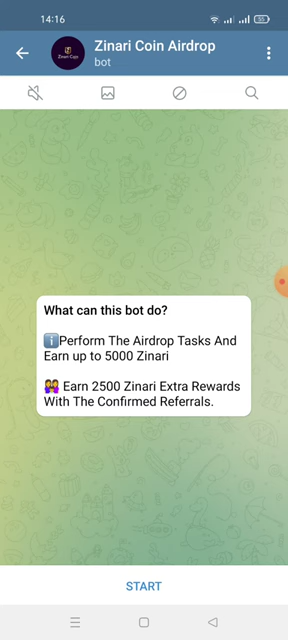 14:16
55
Zinari Coin Airdrop
bot
What can this bot do?
ℹ️Perform The Airdrop Tasks And
Earn up to 5000 Zinari
👭 Earn 2500 Zinari Extra Rewards
With The Confirmed Referrals.
START